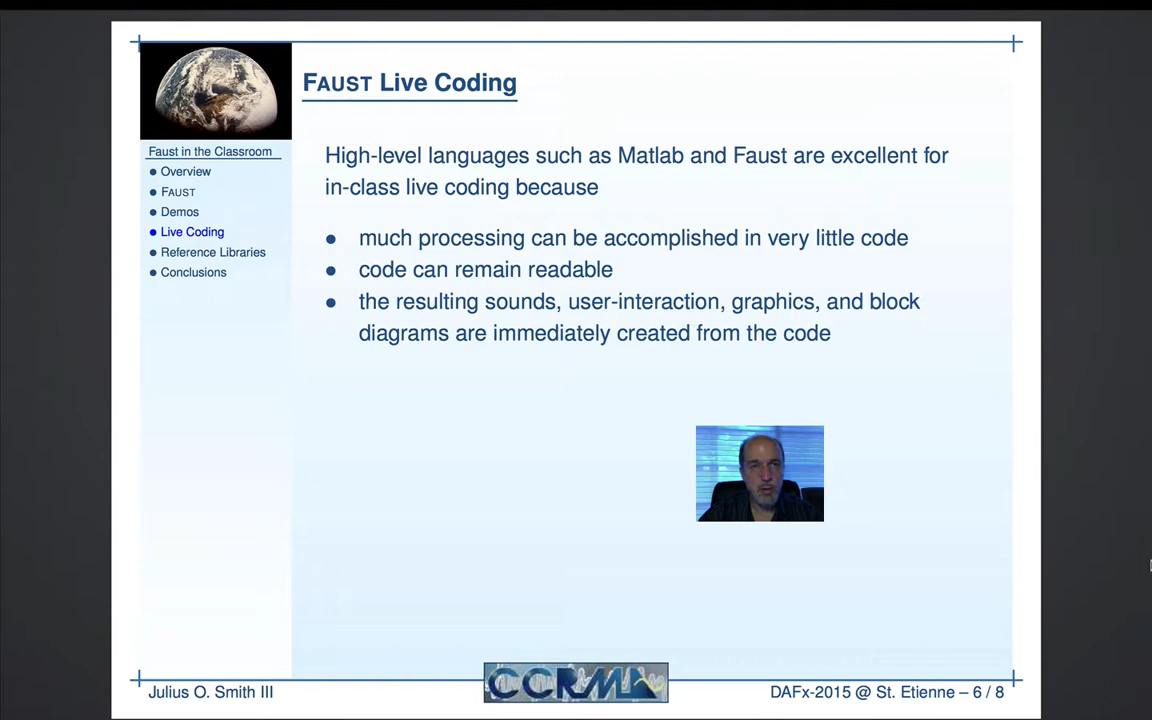 FAUST Live Coding
Faust in the Classroom
● Overview
● FAUST
● Demos
● Live Coding
● Reference Libraries
● Conclusions
High-level languages such as Matlab and Faust are excellent for
in-class live coding because
● much processing can be accomplished in very little code
● code can remain readable
● the resulting sounds, user-interaction, graphics, and block
diagrams are immediately created from the code
Julius O. Smith III
CCRMA
DAFx-2015 @ St. Etienne – 6 / 8